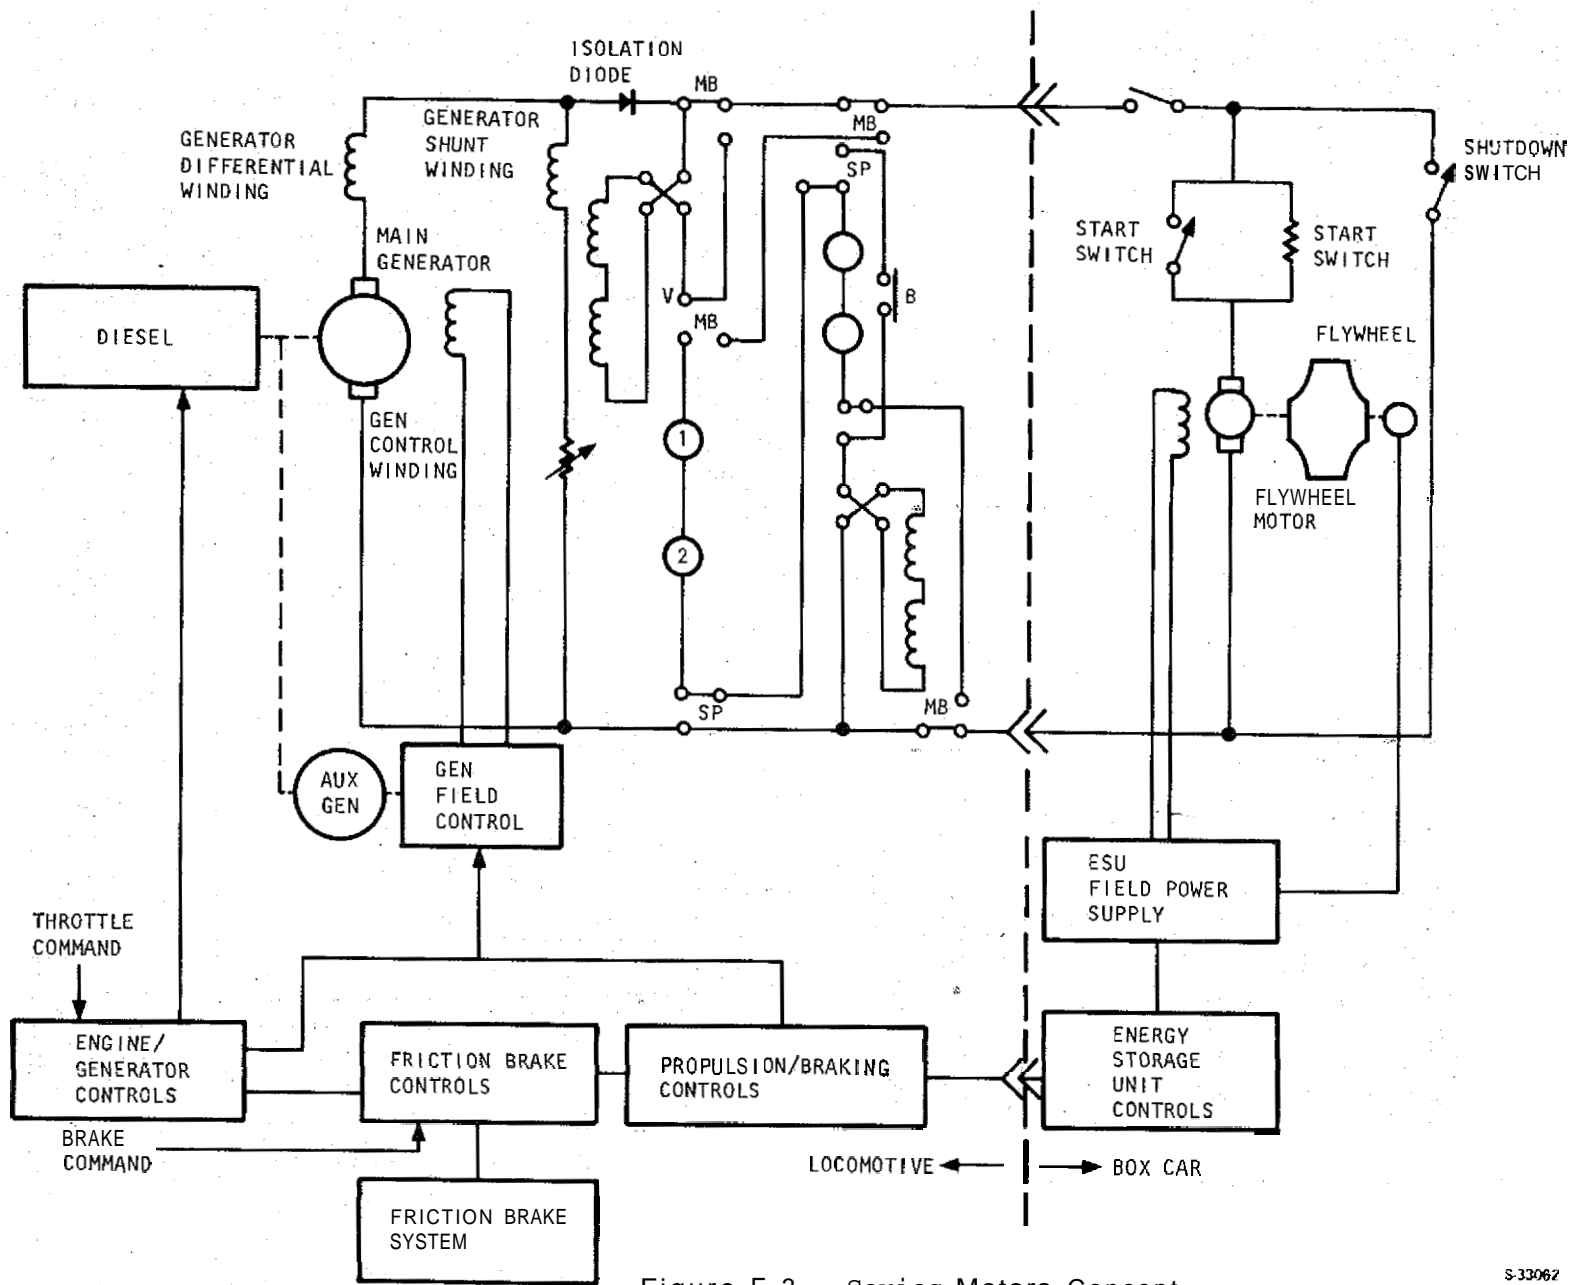 ISOLATION
DIODE
MB
GENERATOR
SHUNT
WINDING
GENERATOR
DIFFERENTIAL
WINDING
MB
SP
SHUTDOWN
SWITCH
MAIN
GENERATOR
START
SWITCH
START
SWITCH
V
MB
B
DIESEL
FLYWHEEL
GEN
CONTROL
WINDING
1
2
FLYWHEEL
MOTOR
SP
MB
AUX
GEN
GEN
FIELD
CONTROL
ESU
FIELD POWER
SUPPLY
THROTTLE
COMMAND
ENGINE/
GENERATOR
CONTROLS
FRICTION BRAKE
CONTROLS
PROPULSION/BRAKING
CONTROLS
ENERGY
STORAGE
UNIT
CONTROLS
BRAKE
COMMAND
LOCOMOTIVE
BOX CAR
FRICTION BRAKE
SYSTEM
Motors Concept
S-33062